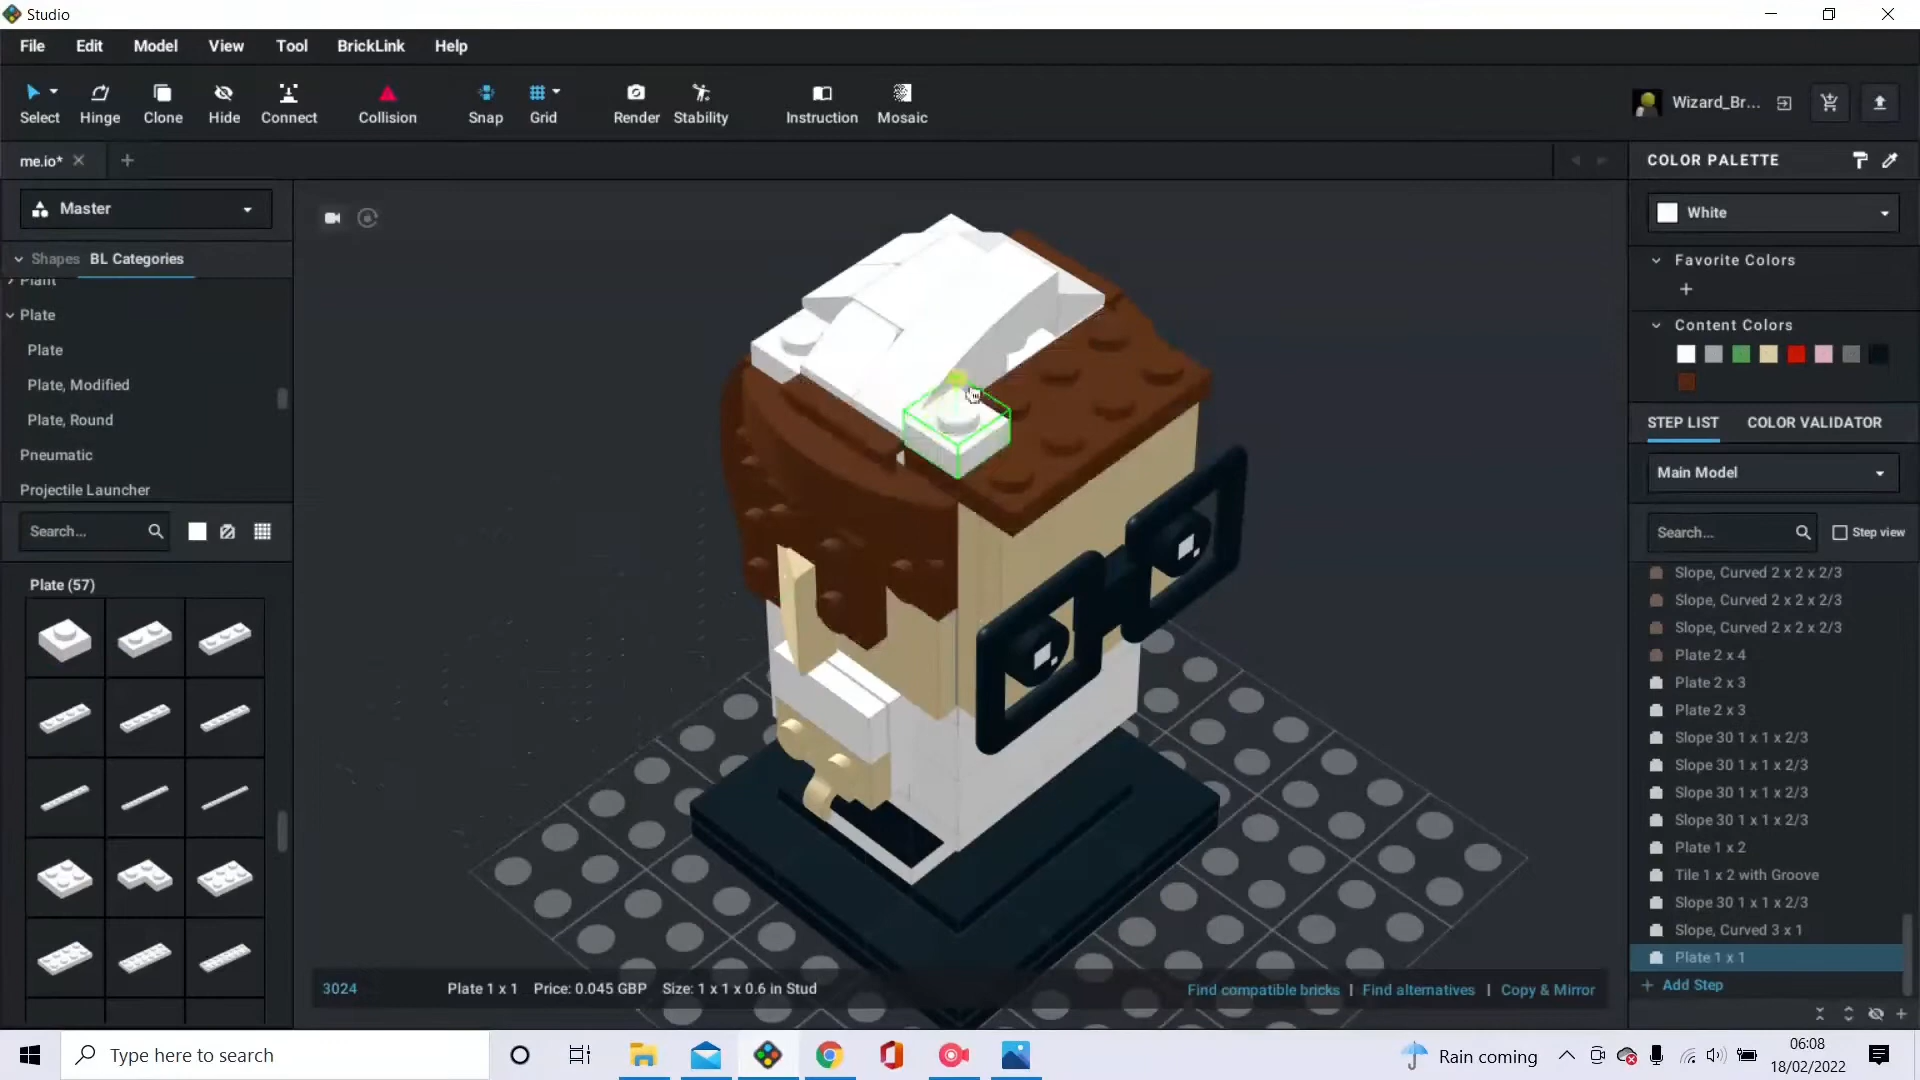 Studio
File Edit Model View Tool BrickLink Help
Select Hinge Clone Hide Connect Collision Snap Grid Render Stability Instruction Mosaic
Wizard_Br...
me.io*
COLOR PALETTE
Master
White
Shapes BL Categories
Favorite Colors
Plant
Plate
Content Colors
Plate
Plate, Modified
Plate, Round
STEP LIST COLOR VALIDATOR
Pneumatic
Main Model
Projectile Launcher
Search...
Search... Step view
Plate (57)
Slope, Curved 2 x 2 x 2/3
Slope, Curved 2 x 2 x 2/3
Slope, Curved 2 x 2 x 2/3
Plate 2 x 4
Plate 2 x 3
Plate 2 x 3
Slope 30 1 x 1 x 2/3
Slope 30 1 x 1 x 2/3
Slope 30 1 x 1 x 2/3
Slope 30 1 x 1 x 2/3
Plate 1 x 2
Tile 1 x 2 with Groove
Slope 30 1 x 1 x 2/3
Slope, Curved 3 x 1
Plate 1 x 1
Add Step
3024 Plate 1 x 1 Price: 0.045 GBP Size: 1 x 1 x 0.6 in Stud
Find compatible bricks | Find alternatives | Copy & Mirror
Type here to search
Rain coming
06:08
18/02/2022